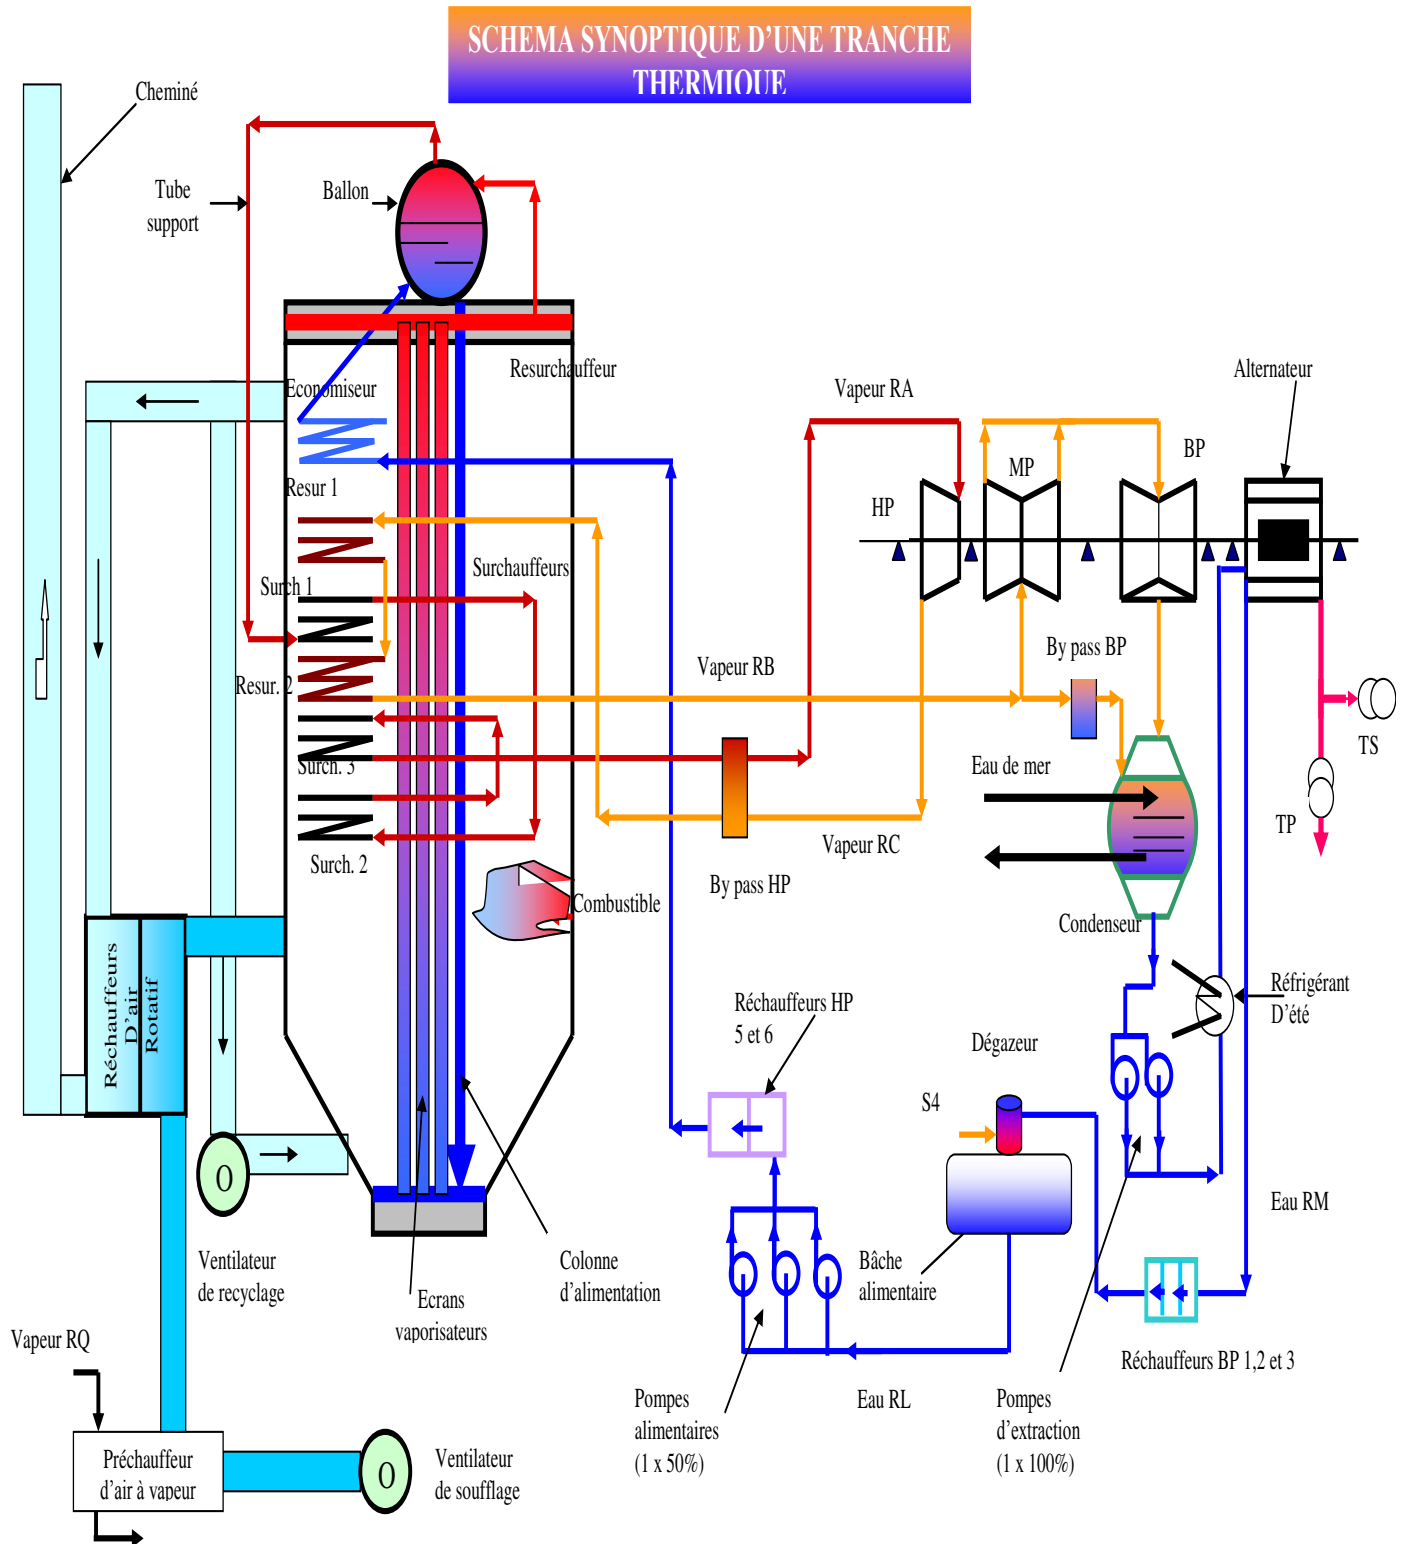 SCHEMA SYNOPTIQUE D'UNE TRANCHE
THERMIQUE
Cheminé
Tube
support
Ballon
Economiseur
Resurchauffeur
Resur 1
Surch 1
Surchauffeurs
Resur. 2
Surch. 3
Surch. 2
Combustible
Vapeur RA
Vapeur RB
Vapeur RC
By pass HP
HP
MP
BP
Alternateur
By pass BP
Eau de mer
TS
TP
Condenseur
Réfrigérant
D'été
Réchauffeurs
D'air
Rotatif
Réchauffeurs HP
5 et 6
Dégazeur
S4
Eau RM
O
Ventilateur
de recyclage
Ecrans
vaporisateurs
Colonne
d'alimentation
Bâche
alimentaire
Réchauffeurs BP 1,2 et 3
Vapeur RQ
Préchauffeur
d'air à vapeur
O
Ventilateur
de soufflage
Pompes
alimentaires
(1 x 50%)
Eau RL
Pompes
d'extraction
(1 x 100%)